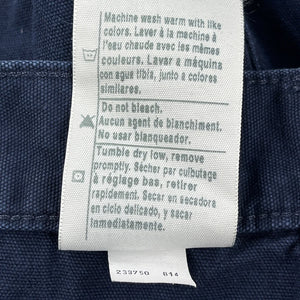 Machine wash warm with like
colors. Laver à la machine à
l'eau chaude avec les mêmes
couleurs. Lavar a máquina
con agua tibia, junto a colores
similares.
Do not bleach.
Aucun agent de blanchiment.
No usar blanqueador.
Tumble dry low, remove
promptly. Sécher par culbutage
à réglage bas, retirer
rapidement. Secar en secadora
en ciclo delicado, y sacar
inmediatamente.
233750 814